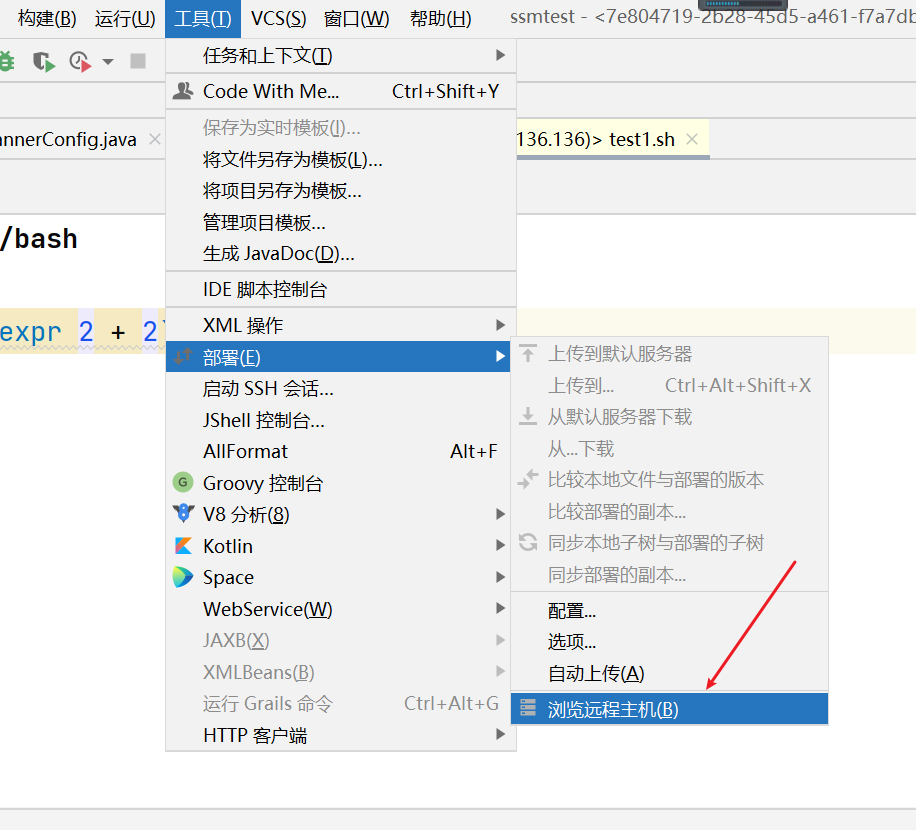 构建(B) 运行(U) 工具(T) VCS(S) 窗口(W) 帮助(H) ssmtest - <7e804719-2b28-45d5-a461-f7a7db
任务和上下文(T)
Code With Me... Ctrl+Shift+Y
nnerConfig.java
136.136)> test1.sh
保存为实时模板(I)...
将文件另存为模板(L)...
将项目另存为模板...
管理项目模板...
/bash
生成 JavaDoc(D)...
IDE 脚本控制台
XML 操作
expr 2 + 2`
部署(E)
启动 SSH 会话...
JShell 控制台...
AllFormat Alt+F
Groovy 控制台
V8 分析(8)
Kotlin
Space
WebService(W)
JAXB(X)
XMLBeans(B)
运行 Grails 命令 Ctrl+Alt+G
HTTP 客户端
上传到默认服务器
上传到... Ctrl+Alt+Shift+X
从默认服务器下载
从...下载
比较本地文件与部署的版本
比较部署的副本...
同步本地子树与部署的子树
同步部署的副本...
配置...
选项...
自动上传(A)
浏览远程主机(B)